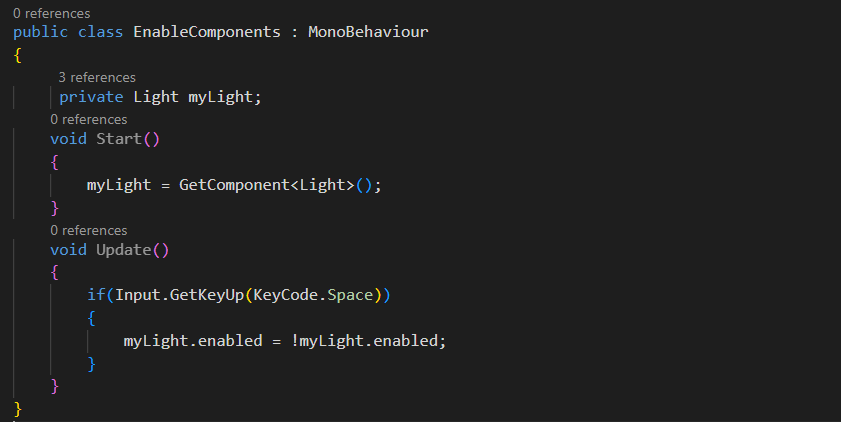 0 references
public class EnableComponents : MonoBehaviour
{
3 references
private Light myLight;
0 references
void Start()
{
myLight = GetComponent<Light>();
}
0 references
void Update()
{
if(Input.GetKeyUp(KeyCode.Space))
{
myLight.enabled = !myLight.enabled;
}
}
}